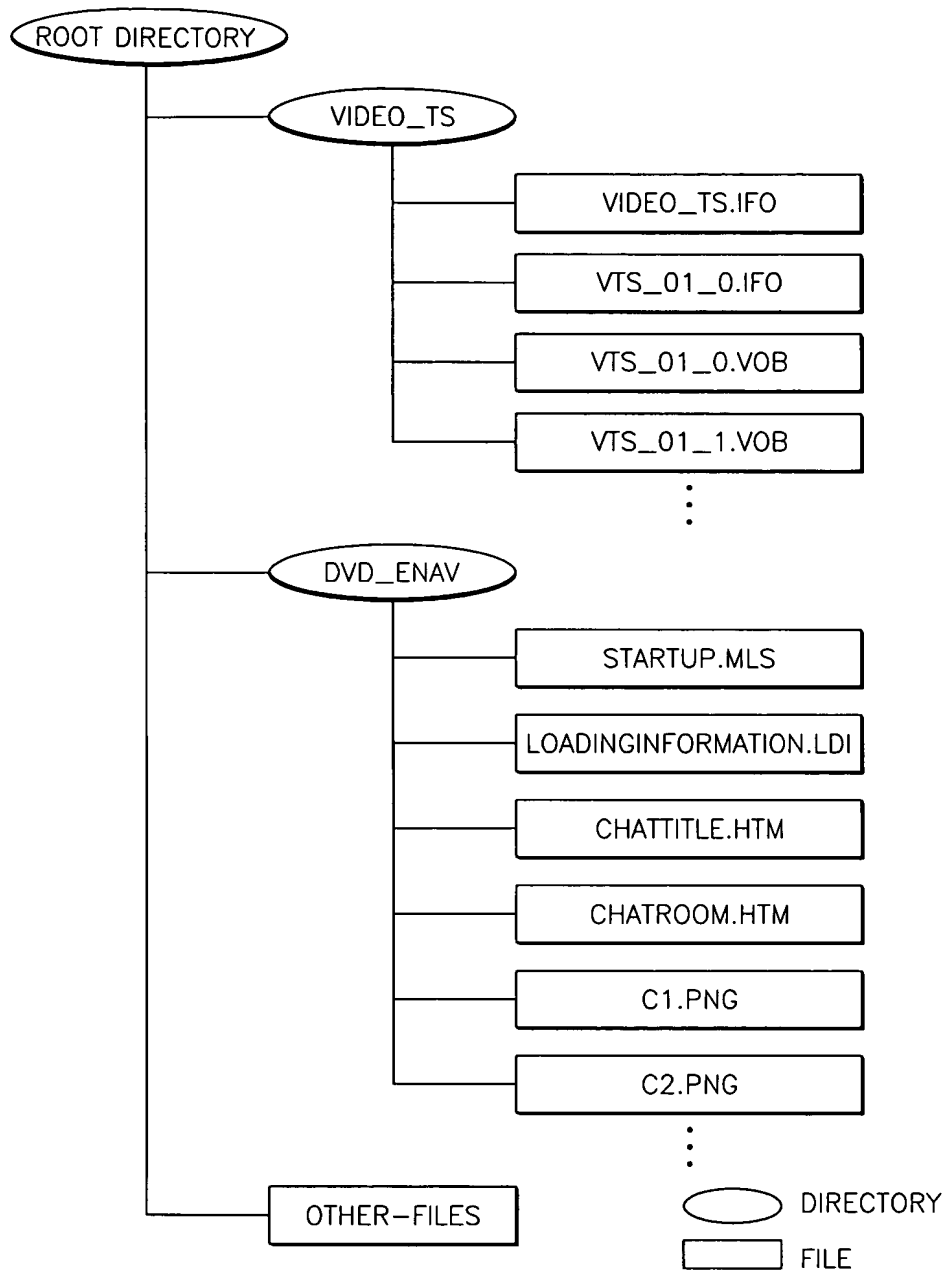 ROOT DIRECTORY
VIDEO_TS
VIDEO_TS.IFO
VTS_01_0.IFO
VTS_01_0.VOB
VTS_01_1.VOB
DVD_ENAV
STARTUP.MLS
LOADINGINFORMATION.LDI
CHATTITLE.HTM
CHATROOM.HTM
C1.PNG
C2.PNG
OTHER-FILES
DIRECTORY
FILE